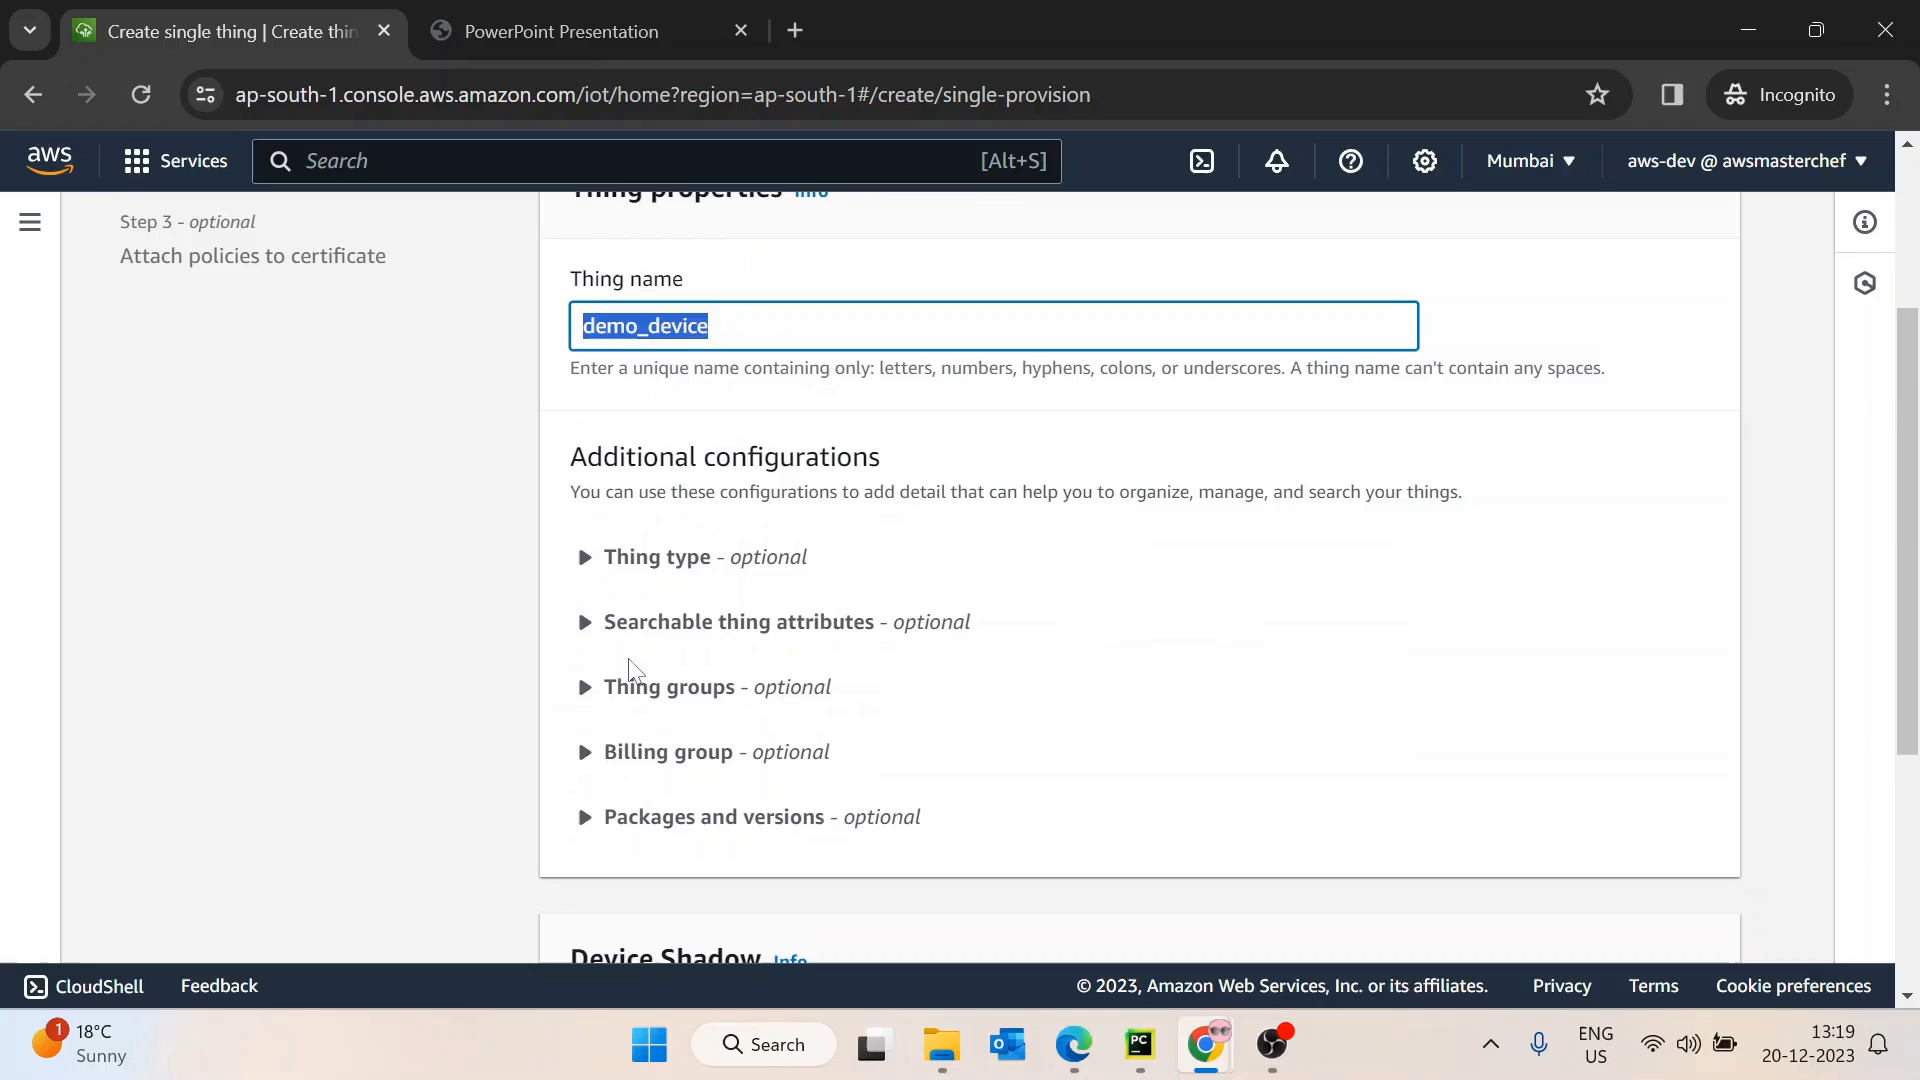 Create single thing | Create thin
PowerPoint Presentation
ap-south-1.console.aws.amazon.com/iot/home?region=ap-south-1#/create/single-provision
Incognito
aws
Services
Search
[Alt+S]
Mumbai
aws-dev @ awsmasterchef
Thing properties Info
Step 3 - optional
Attach policies to certificate
Thing name
demo_device
Enter a unique name containing only: letters, numbers, hyphens, colons, or underscores. A thing name can't contain any spaces.
Additional configurations
You can use these configurations to add detail that can help you to organize, manage, and search your things.
Thing type - optional
Searchable thing attributes - optional
Thing groups - optional
Billing group - optional
Packages and versions - optional
Device Shadow Info
CloudShell
Feedback
© 2023, Amazon Web Services, Inc. or its affiliates.
Privacy
Terms
Cookie preferences
1
18°C
Sunny
Search
PC
ENG
US
13:19
20-12-2023